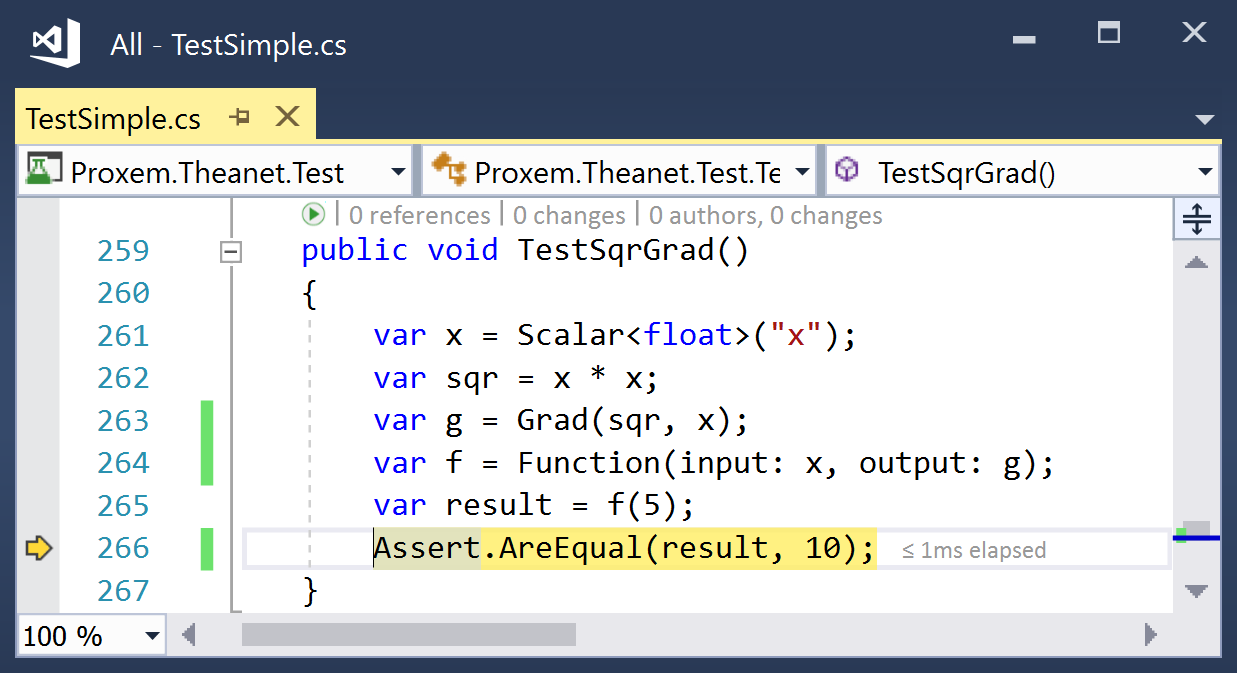 All - TestSimple.cs
TestSimple.cs
Proxem.Theanet.Test Proxem.Theanet.Test.Te TestSqrGrad()
| 0 references | 0 changes | 0 authors, 0 changes
259 public void TestSqrGrad()
260 {
261 var x = Scalar<float>("x");
262 var sqr = x * x;
263 var g = Grad(sqr, x);
264 var f = Function(input: x, output: g);
265 var result = f(5);
266 Assert.AreEqual(result, 10); ≤ 1ms elapsed
267 }
100 %